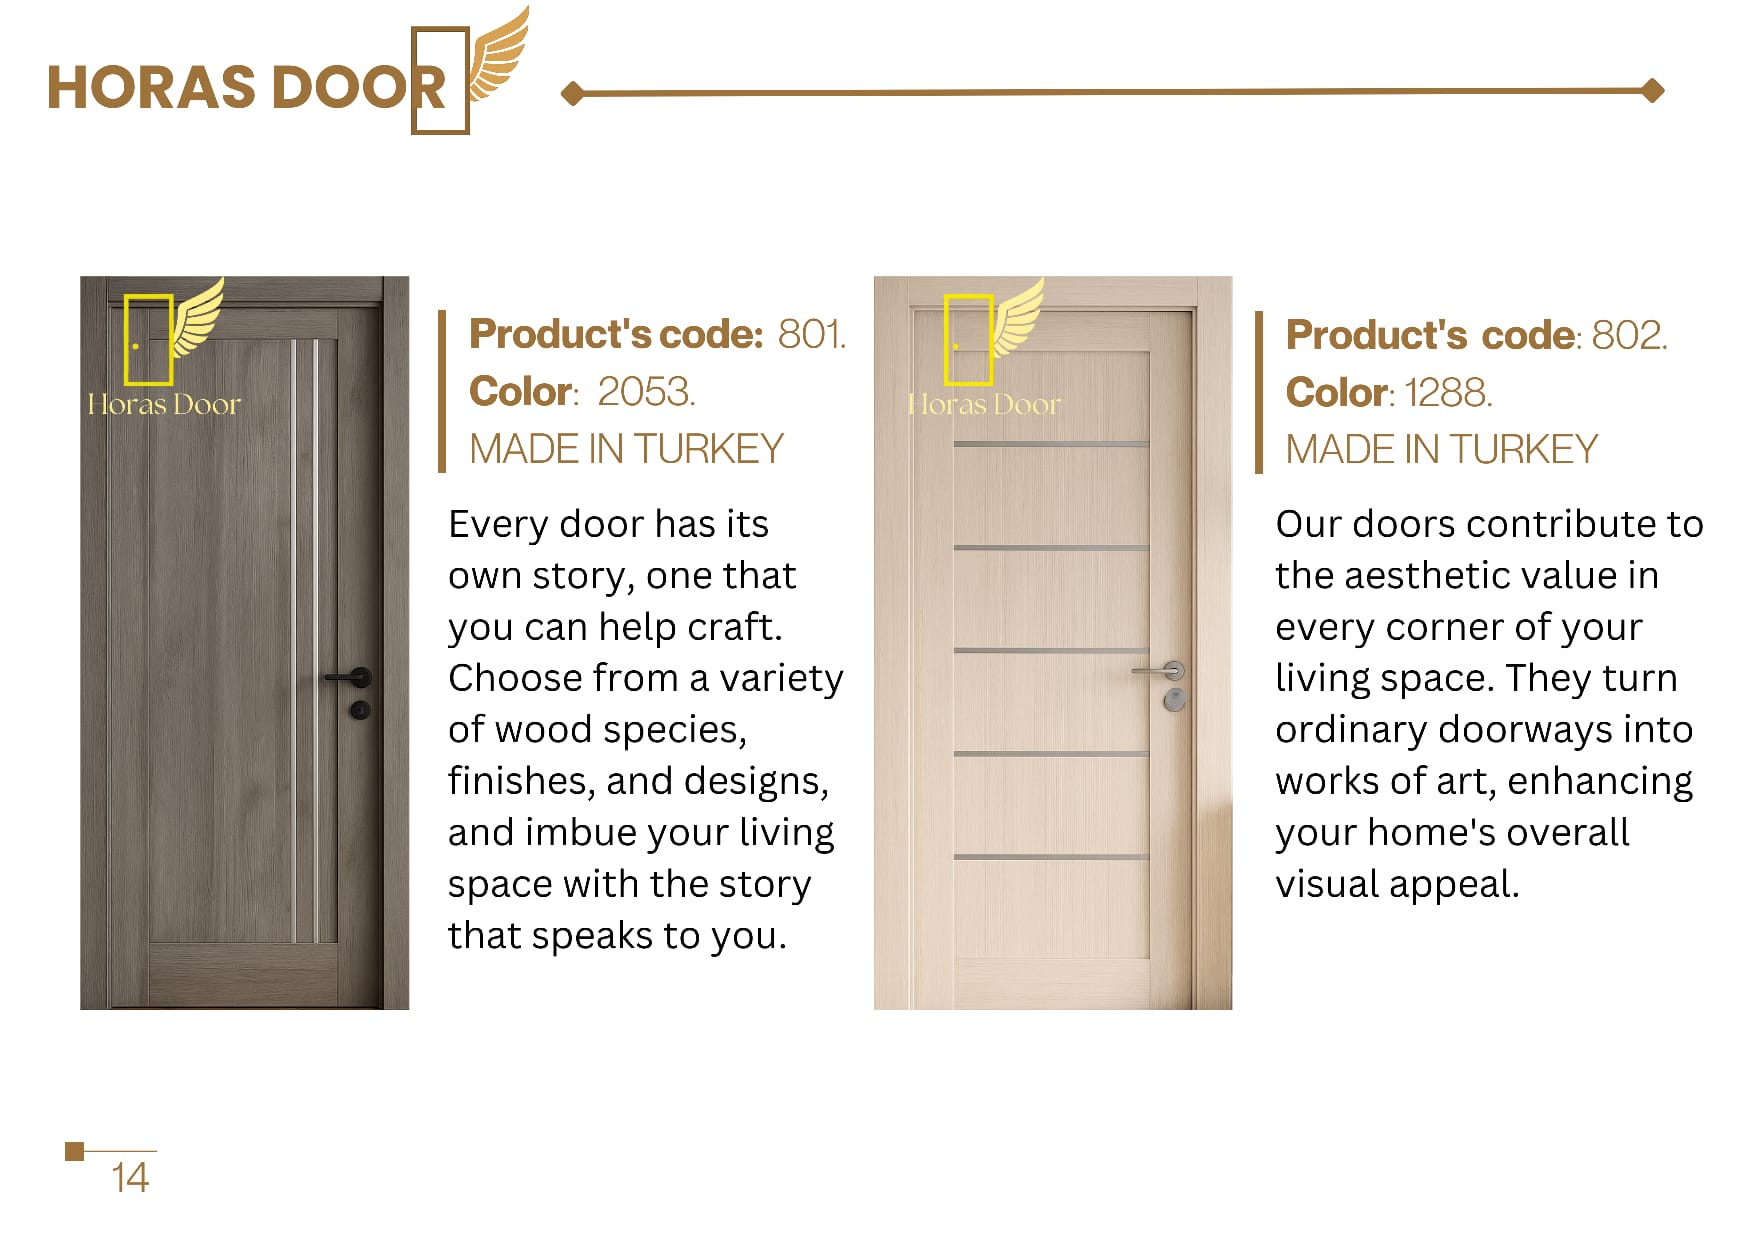 HORAS DOOR
Horas Door
Product's code: 801.
Color: 2053.
MADE IN TURKEY
Every door has its
own story, one that
you can help craft.
Choose from a variety
of wood species,
finishes, and designs,
and imbue your living
space with the story
that speaks to you.
Horas Door
Product's code: 802.
Color: 1288.
MADE IN TURKEY
Our doors contribute to
the aesthetic value in
every corner of your
living space. They turn
ordinary doorways into
works of art, enhancing
your home's overall
visual appeal.
14